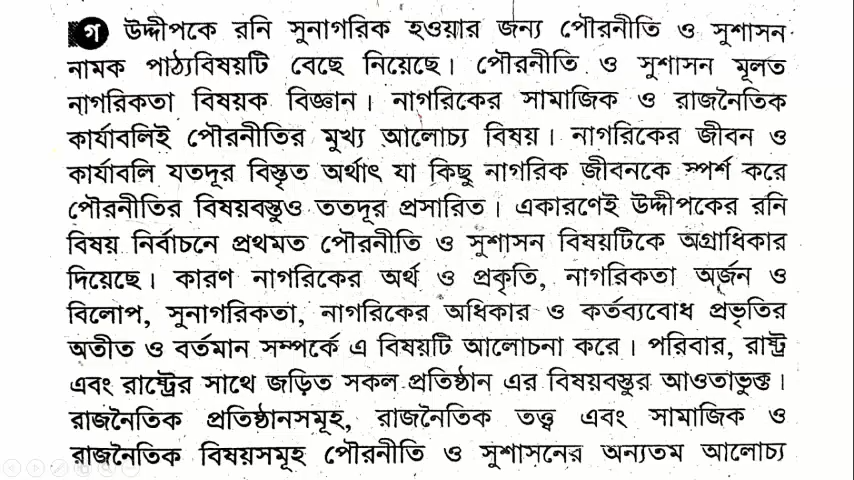 গ উদ্দীপকে রনি সুনাগরিক হওয়ার জন্য পৌরনীতি ও সুশাসন
নামক পাঠ্যবিষয়টি বেছে নিয়েছে। পৌরনীতি ও সুশাসন মূলত
নাগরিকতা বিষয়ক বিজ্ঞান। নাগরিকের সামাজিক ও রাজনৈতিক
কার্যাবলিই পৌরনীতির মুখ্য আলোচ্য বিষয়। নাগরিকের জীবন ও
কার্যাবলি যতদূর বিস্তৃত অর্থাৎ যা কিছু নাগরিক জীবনকে স্পর্শ করে
পৌরনীতির বিষয়বস্তুও ততদূর প্রসারিত। একারণেই উদ্দীপকের রনি
বিষয় নির্বাচনে প্রথমত পৌরনীতি ও সুশাসন বিষয়টিকে অগ্রাধিকার
দিয়েছে। কারণ নাগরিকের অর্থ ও প্রকৃতি, নাগরিকতা অর্জন ও
বিলোপ, সুনাগরিকতা, নাগরিকের অধিকার ও কর্তব্যবোধ প্রভৃতির
অতীত ও বর্তমান সম্পর্কে এ বিষয়টি আলোচনা করে। পরিবার, রাষ্ট্র
এবং রাষ্ট্রের সাথে জড়িত সকল প্রতিষ্ঠান এর বিষয়বস্তুর আওতাভুক্ত।
রাজনৈতিক প্রতিষ্ঠানসমূহ, রাজনৈতিক তত্ত্ব এবং সামাজিক ও
রাজনৈতিক বিষয়সমূহ পৌরনীতি ও সুশাসনের অন্যতম আলোচ্য